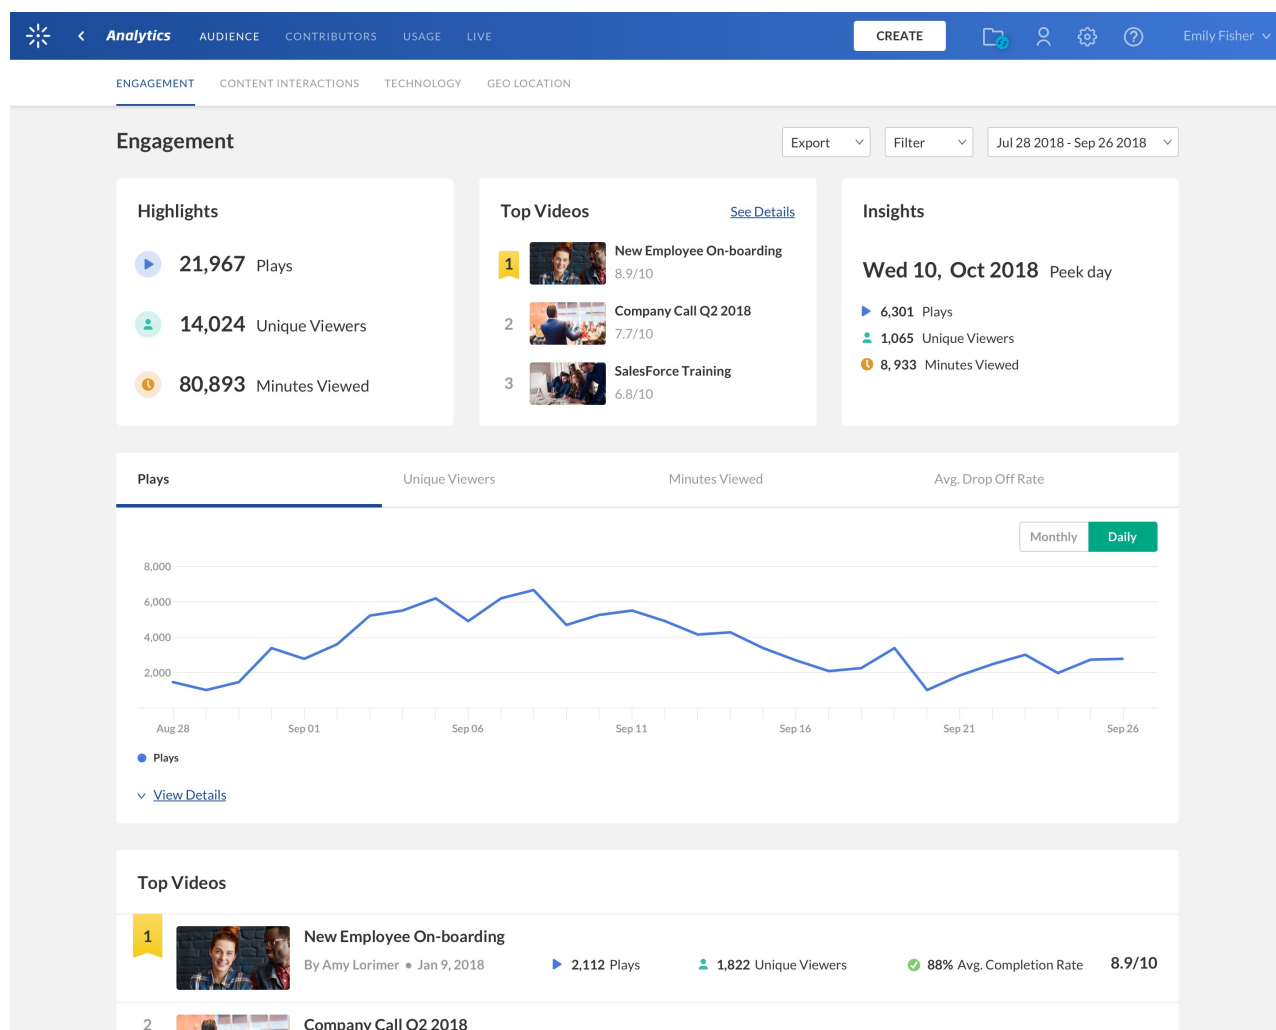 Analytics AUDIENCE CONTRIBUTORS USAGE LIVE CREATE Emily Fisher
ENGAGEMENT CONTENT INTERACTIONS TECHNOLOGY GEO LOCATION
Engagement
Export Filter Jul 28 2018 - Sep 26 2018
Highlights
21,967 Plays
14,024 Unique Viewers
80,893 Minutes Viewed
Top Videos See Details
1 New Employee On-boarding
8.9/10
2 Company Call Q2 2018
7.7/10
3 SalesForce Training
6.8/10
Insights
Wed 10, Oct 2018 Peek day
6,301 Plays
1,065 Unique Viewers
8, 933 Minutes Viewed
Plays Unique Viewers Minutes Viewed Avg. Drop Off Rate
Monthly Daily
8,000
6,000
4,000
2,000
Aug 28 Sep 01 Sep 06 Sep 11 Sep 16 Sep 21 Sep 26
Plays
View Details
Top Videos
1 New Employee On-boarding
By Amy Lorimer • Jan 9, 2018 2,112 Plays 1,822 Unique Viewers 88% Avg. Completion Rate 8.9/10
2 Company Call Q2 2018